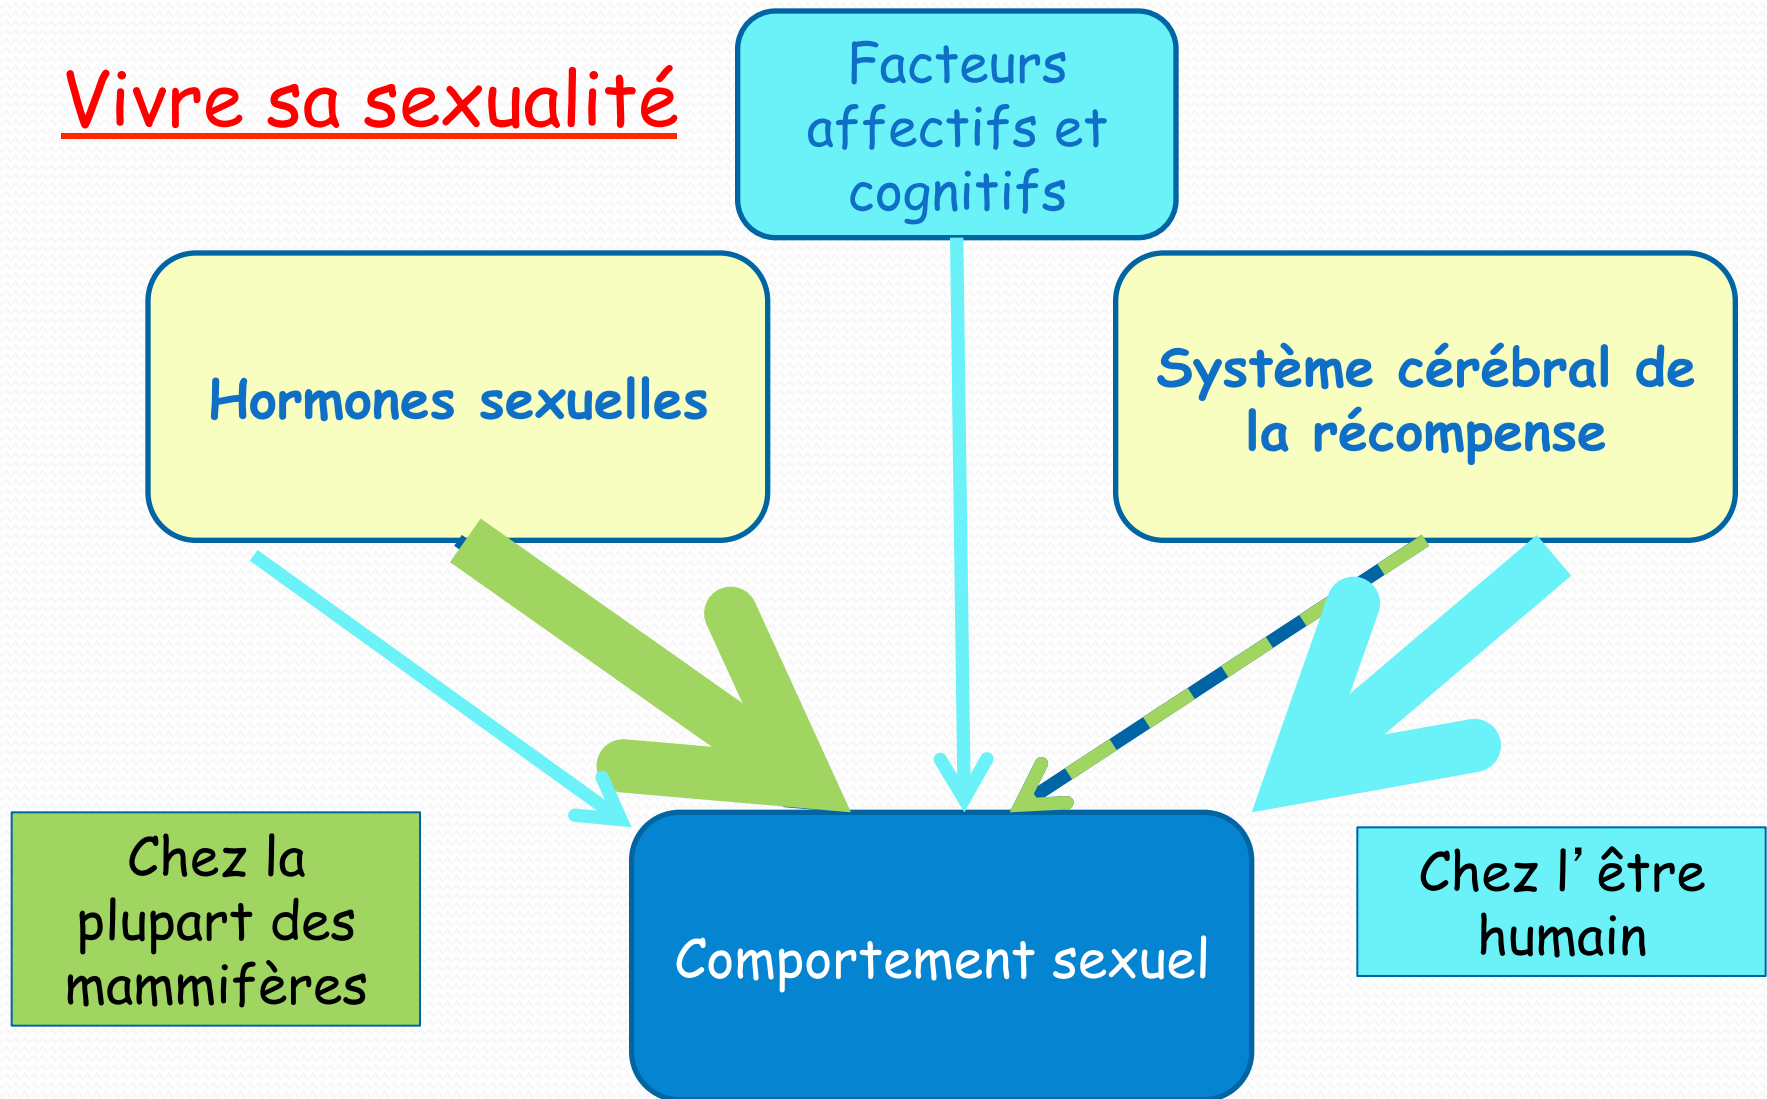 Vivre sa sexualité
Facteurs
affectifs et
cognitifs
Hormones sexuelles
Système cérébral de
la récompense
Chez la
plupart des
mammifères
Comportement sexuel
Chez l’ être
humain